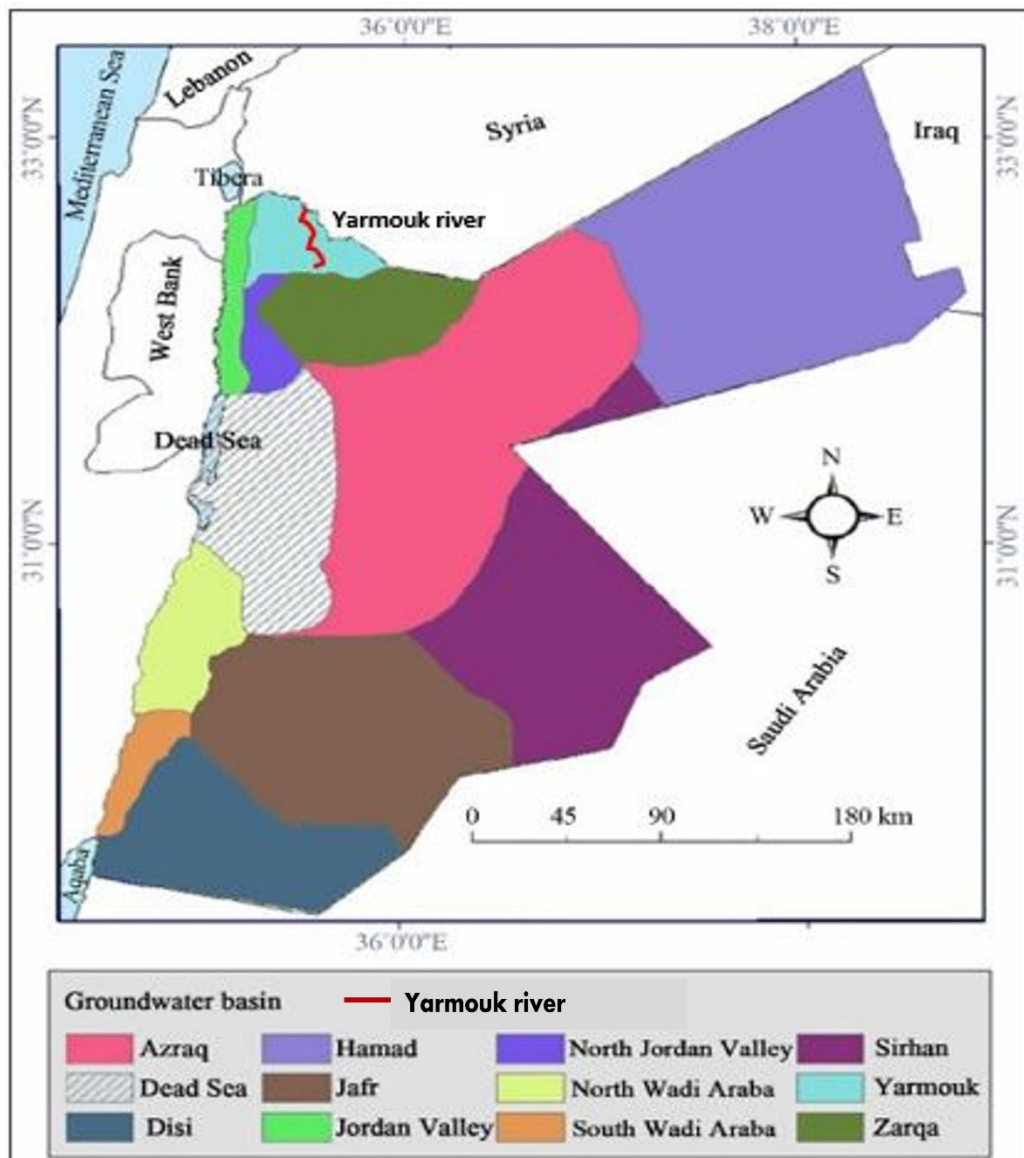 36°0'0"E 38°0'0"E
Mediterranean Sea
Lebanon
33°0'0"N
Syria
Iraq
33°0'0"N
Tibera
Yarmouk river
West Bank
Dead Sea
N
W E
S
31°0'0"N
31°0'0"N
Saudi Arabia
0 45 90 180 km
Aqaba
36°0'0"E
Groundwater basin Yarmouk river
Azraq Hamad North Jordan Valley Sirhan
Dead Sea Jafr North Wadi Araba Yarmouk
Disi Jordan Valley South Wadi Araba Zarqa